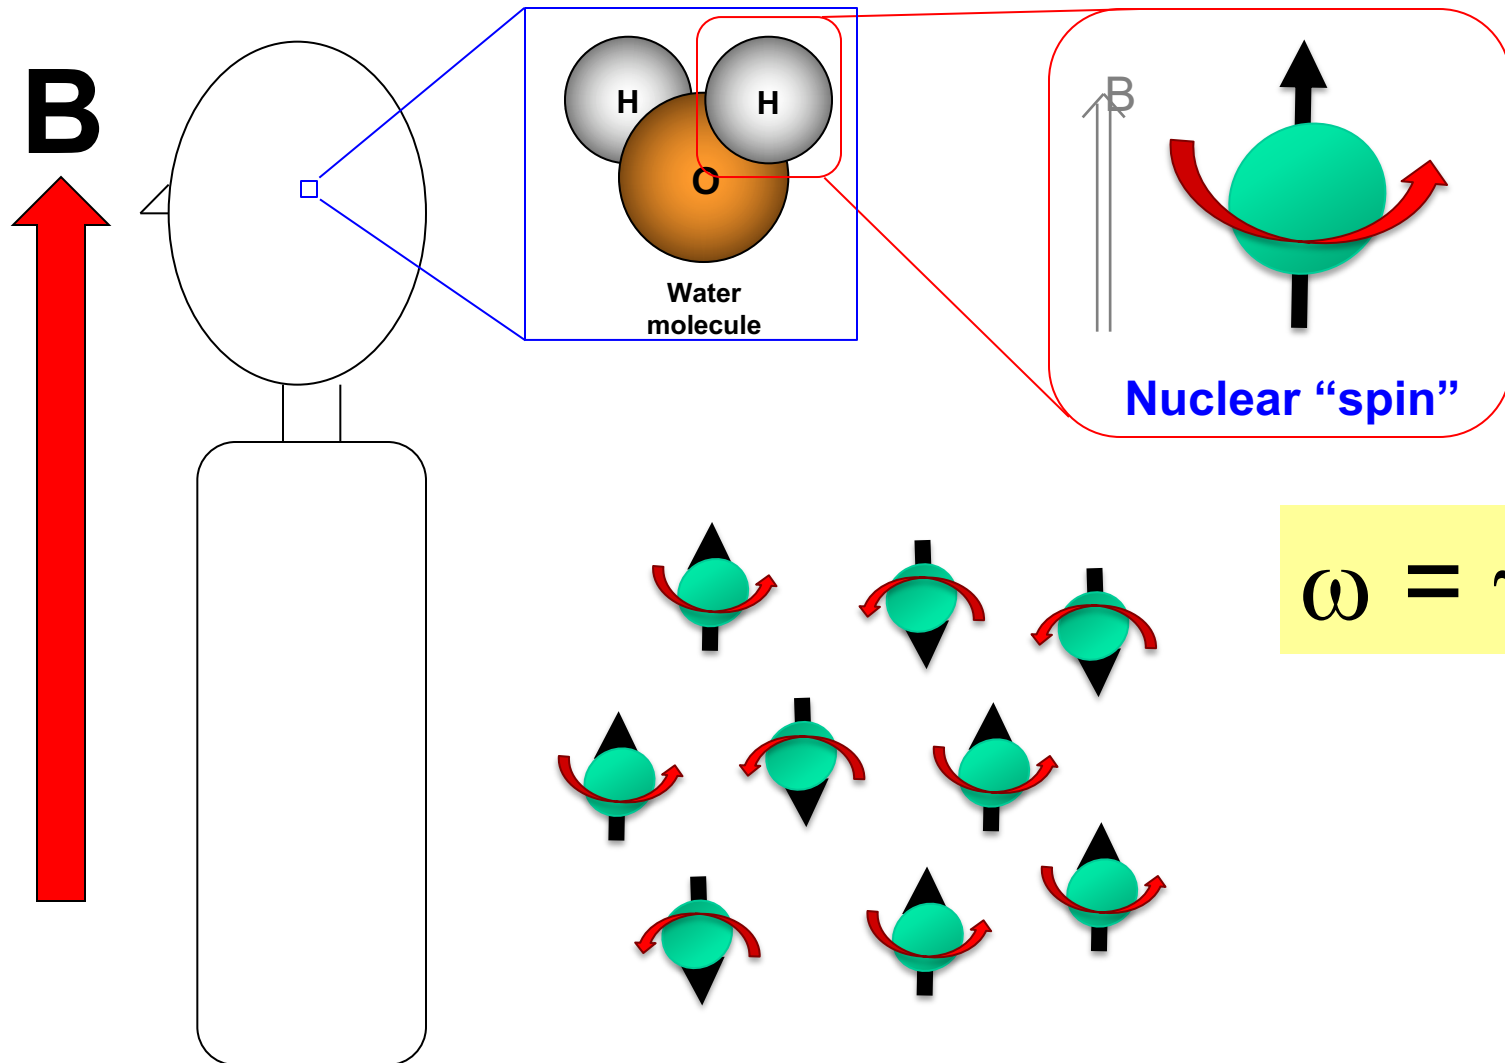 B
H
H
O
Water
molecule
B
Nuclear “spin”
ω =